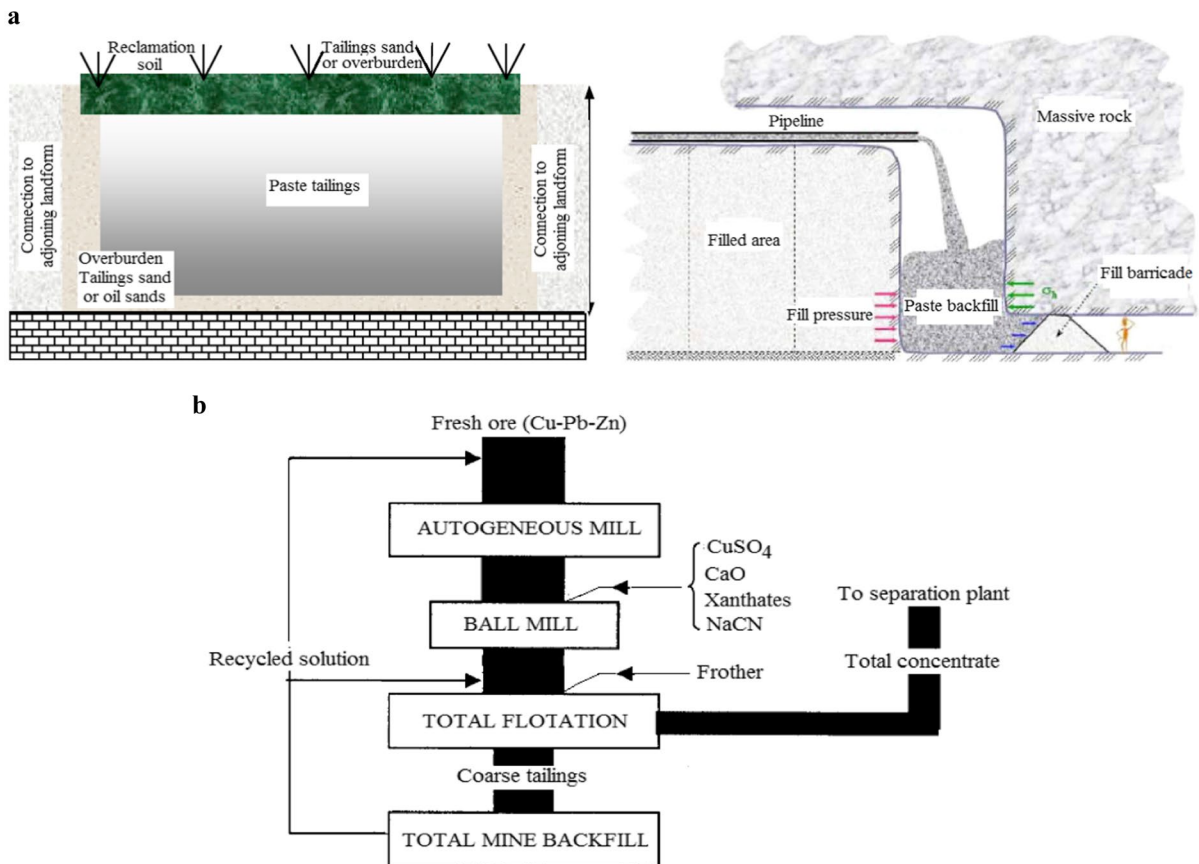 a
Reclamation
soil
Tailings sand
or overburden
Connection to
adjoining landform
Paste tailings
Overburden
Tailings sand
or oil sands
Connection to
adjoning landform
Pipeline
Massive rock
Filled area
Fill barricade
σh
Fill pressure
Paste backfill
b
Fresh ore (Cu-Pb-Zn)
AUTOGENEOUS MILL
CuSO4
CaO
Xanthates
NaCN
To separation plant
BALL MILL
Recycled solution
Total concentrate
Frother
TOTAL FLOTATION
Coarse tailings
TOTAL MINE BACKFILL